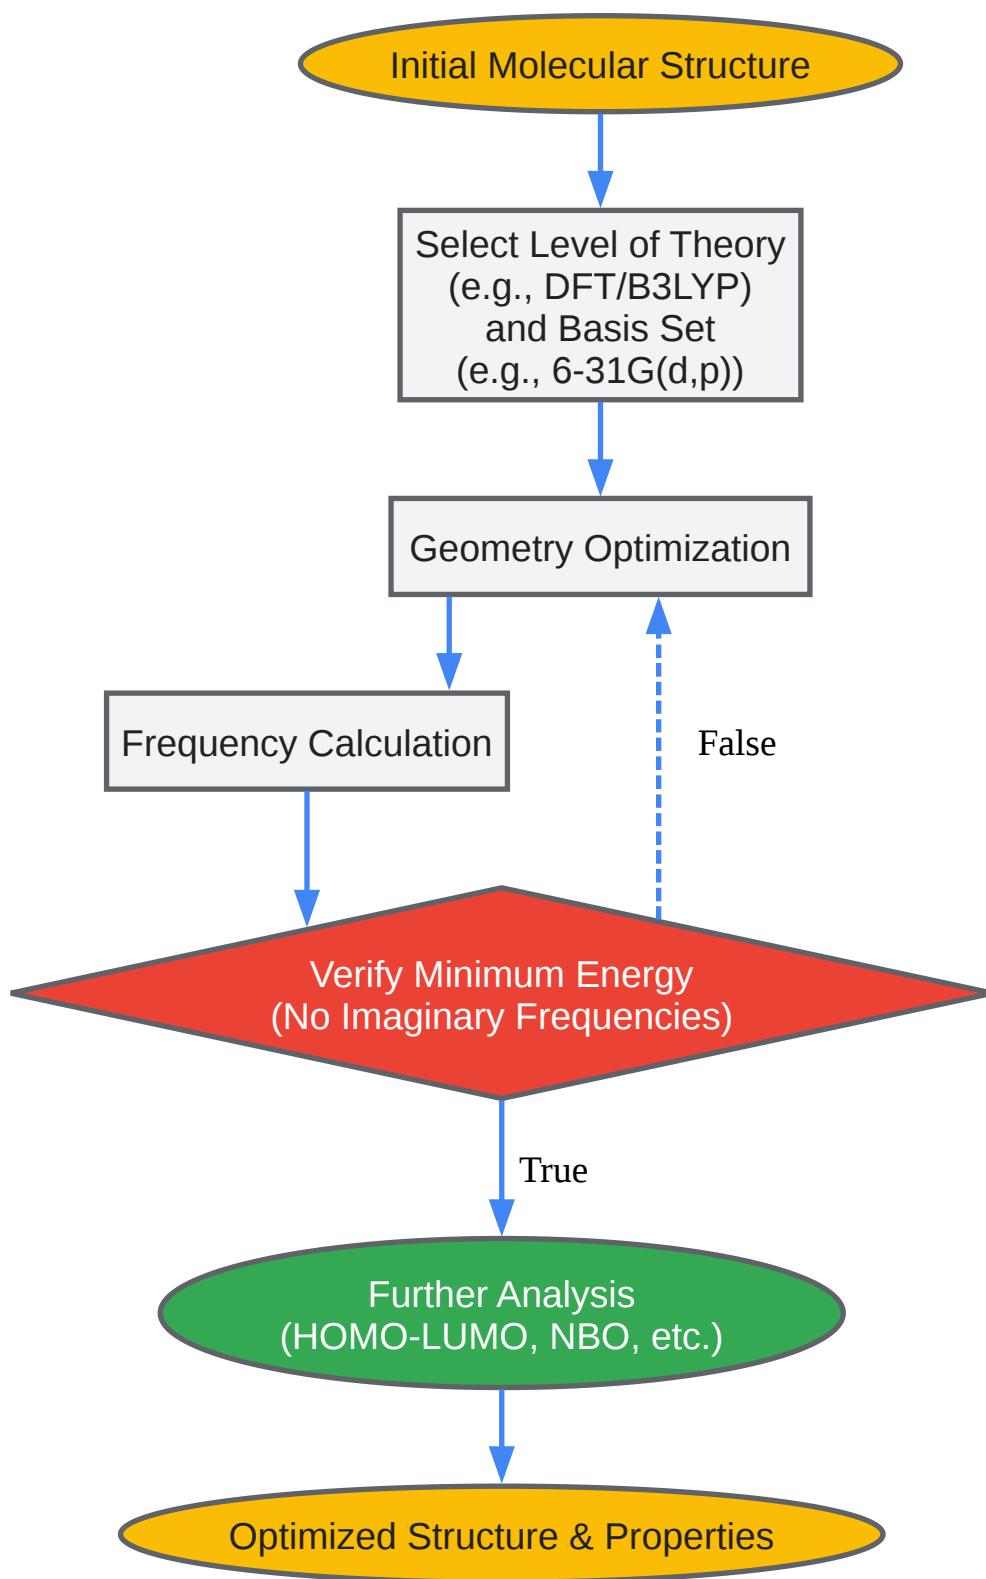 Initial Molecular Structure
Select Level of Theory
(e.g., DFT/B3LYP)
and Basis Set
(e.g., 6-31G(d,p))
Geometry Optimization
Frequency Calculation
False
Verify Minimum Energy
(No Imaginary Frequencies)
True
Further Analysis
(HOMO-LUMO, NBO, etc.)
Optimized Structure & Properties